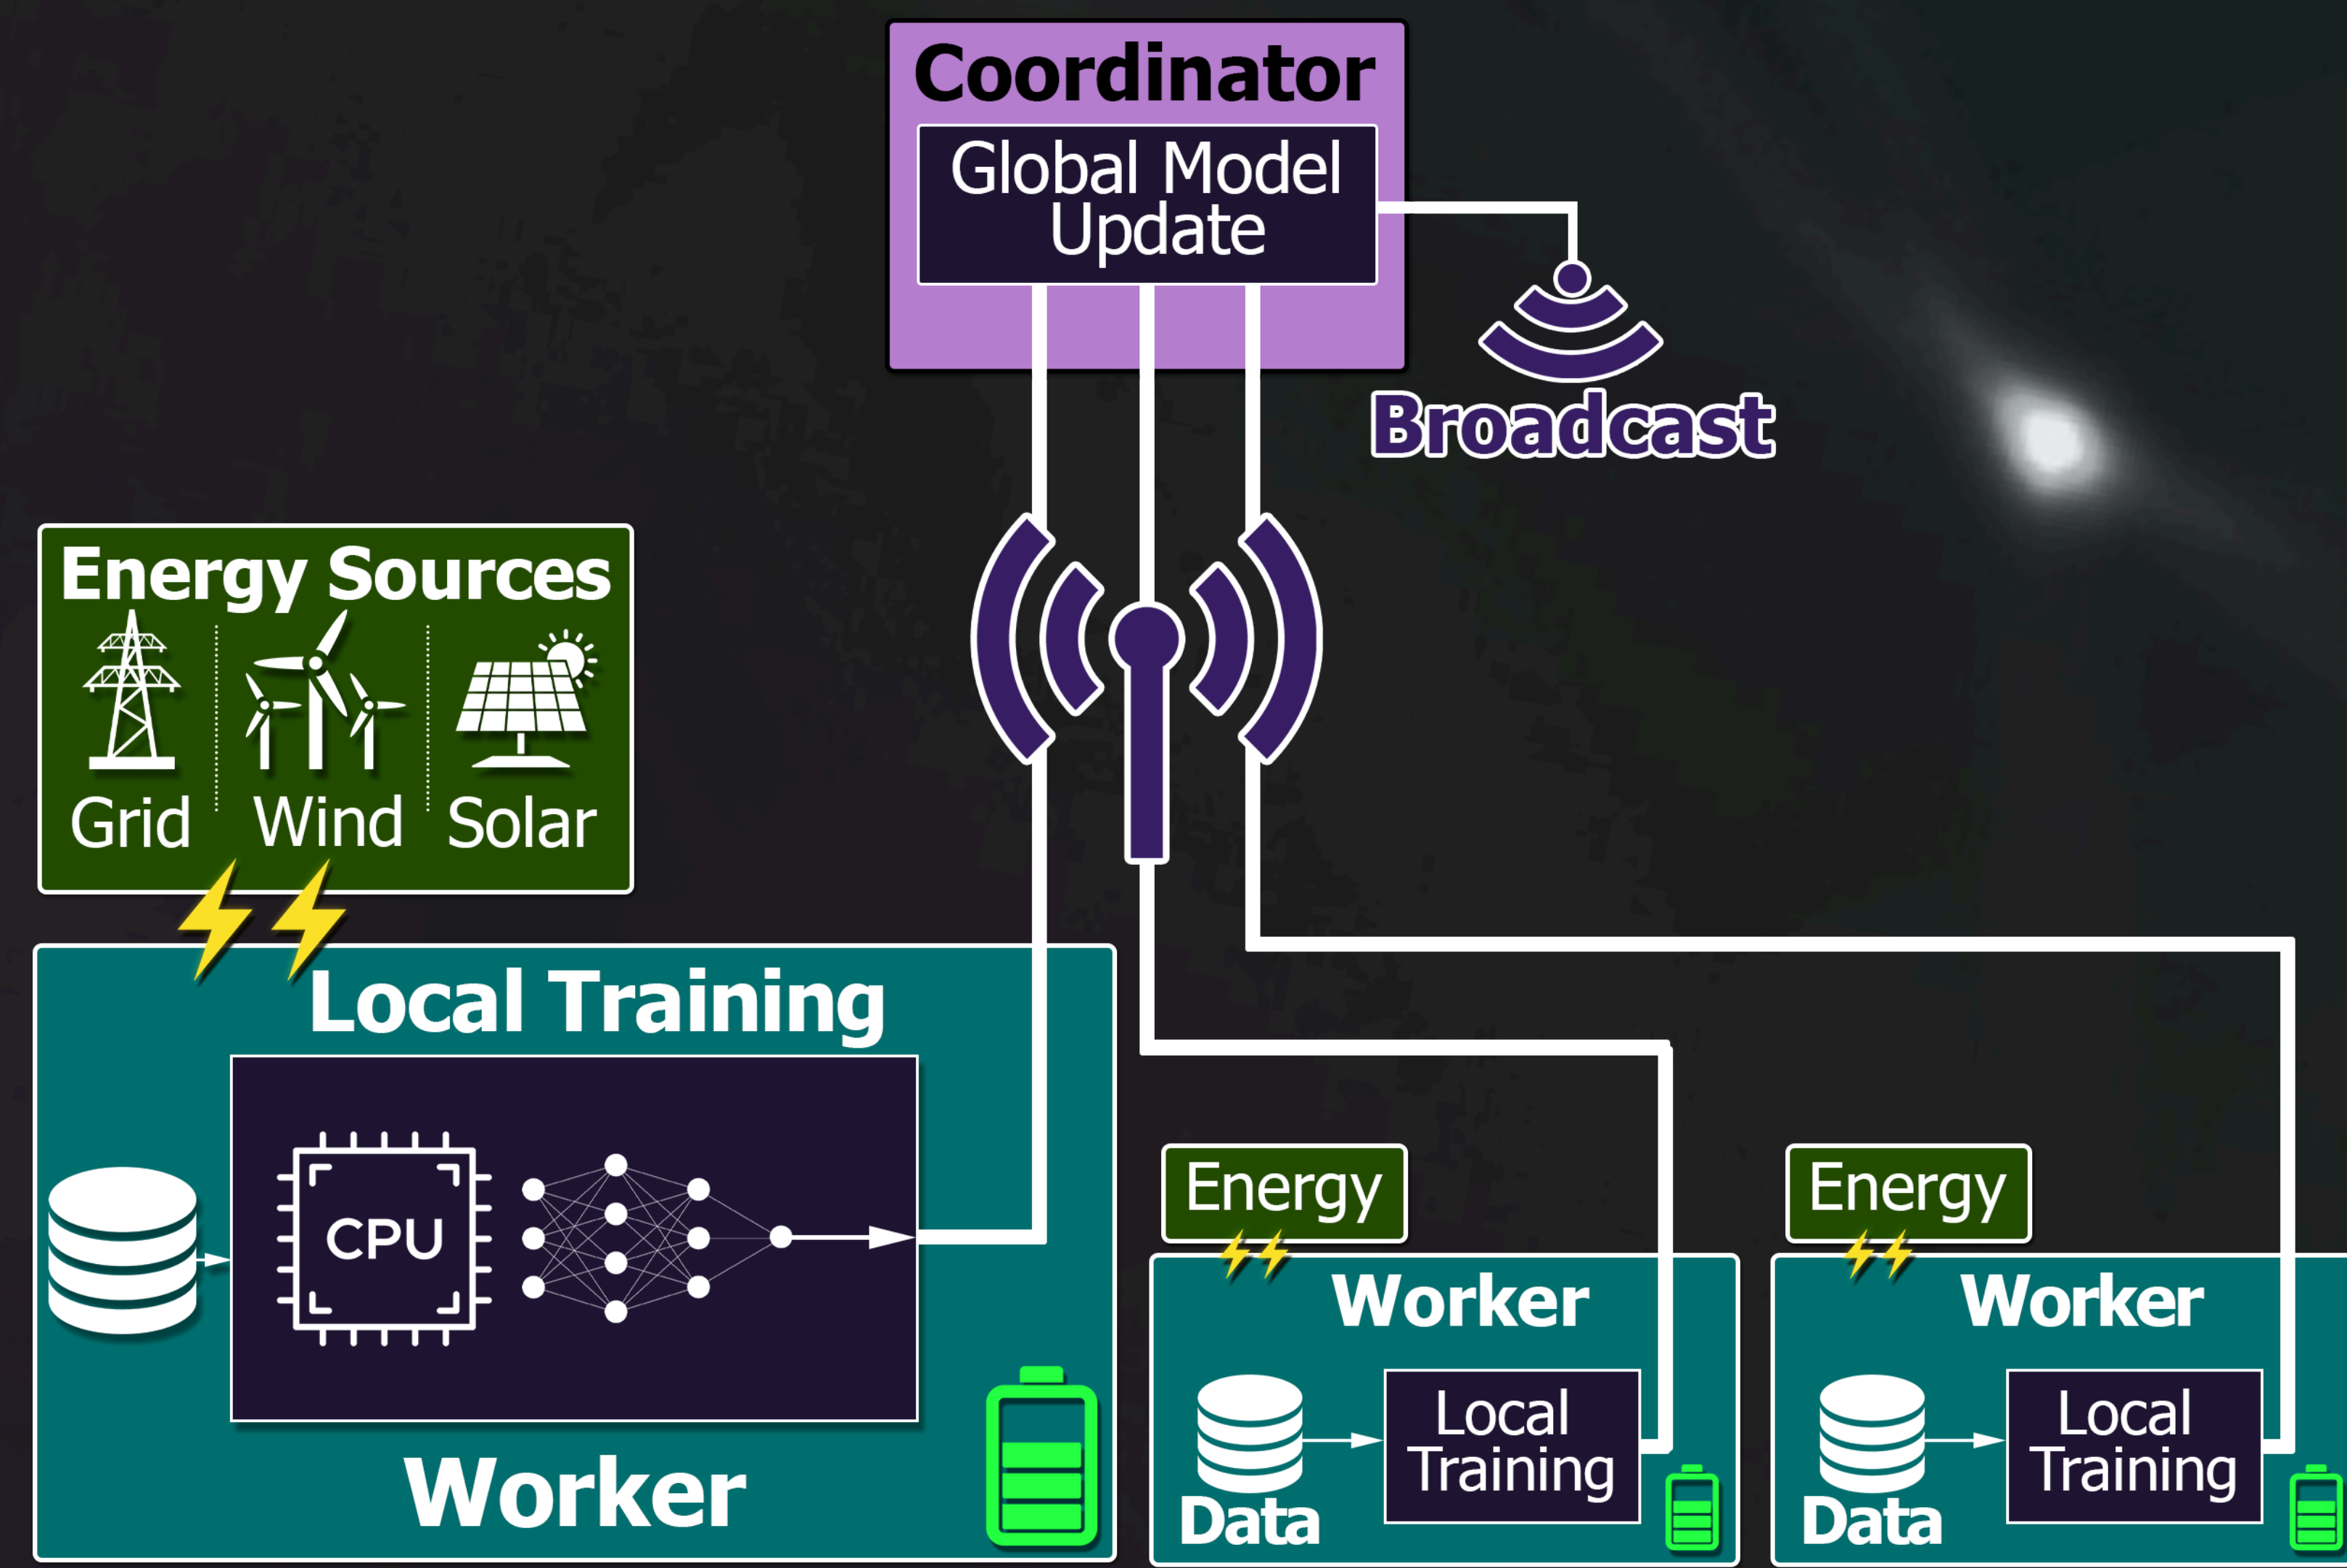 Coordinator
Global Model
Update
Broadcast
Energy Sources
Grid
Wind
Solar
Local Training
CPU
Worker
Energy
Worker
Local
Training
Data
Energy
Worker
Local
Training
Data